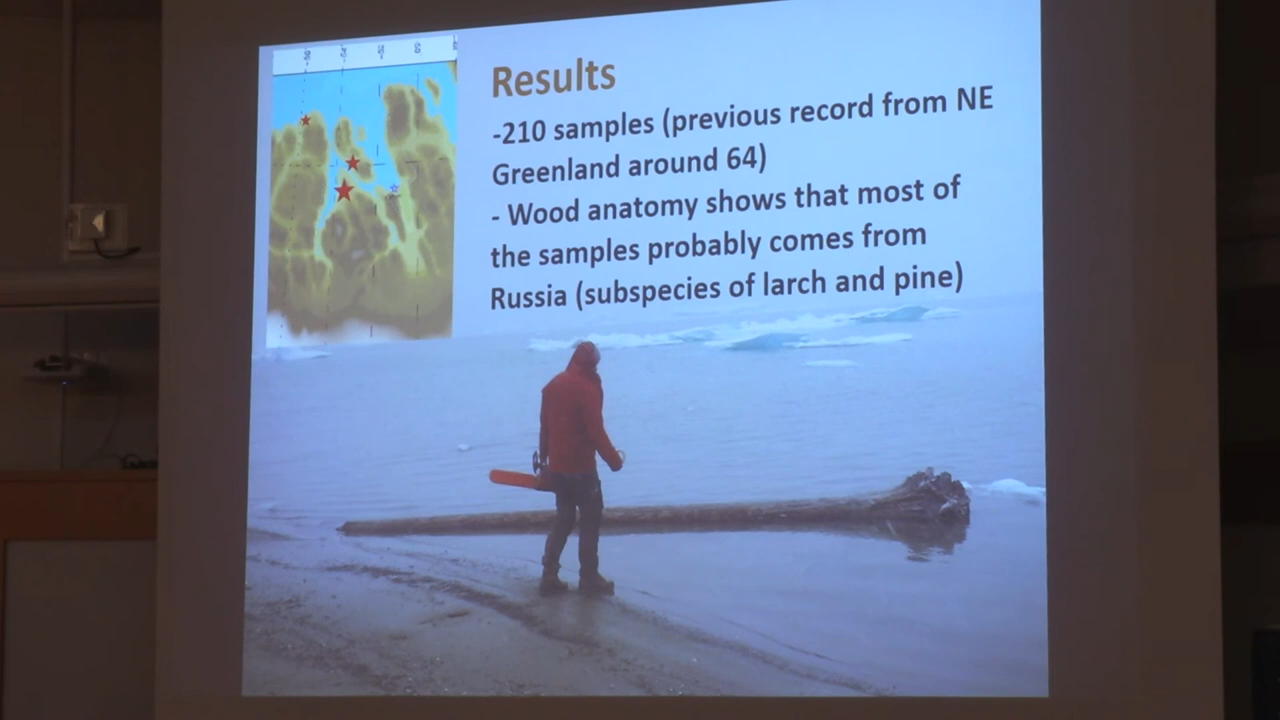 Results
-210 samples (previous record from NE
Greenland around 64)
- Wood anatomy shows that most of
the samples probably comes from
Russia (subspecies of larch and pine)